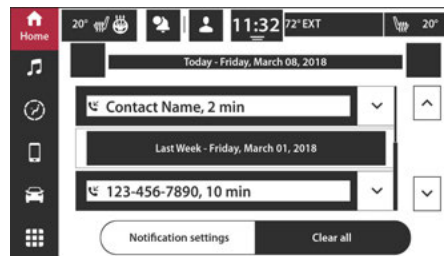 Home
20°
11:32
72° EXT
20°
Today - Friday, March 08, 2018
Contact Name, 2 min
Last Week - Friday, March 01, 2018
123-456-7890, 10 min
Notification settings
Clear all